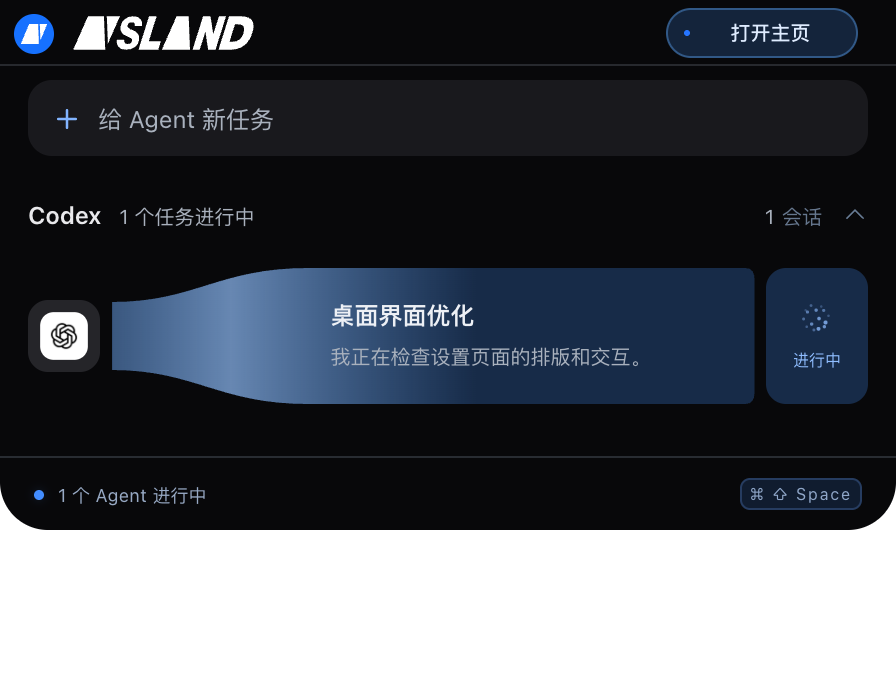 AISLAND
打开主页
+ 给 Agent 新任务
Codex 1 个任务进行中 1 会话
桌面界面优化
我正在检查设置页面的排版和交互。
进行中
1 个 Agent 进行中
⌘ ⇧ Space